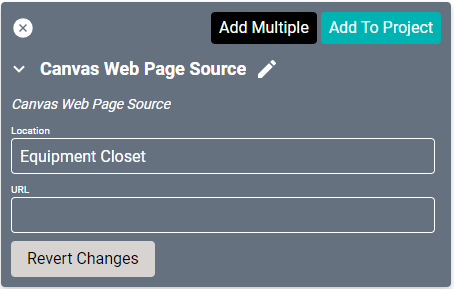 Add Multiple
Add To Project
Canvas Web Page Source
Canvas Web Page Source
Location
Equipment Closet
URL
Revert Changes